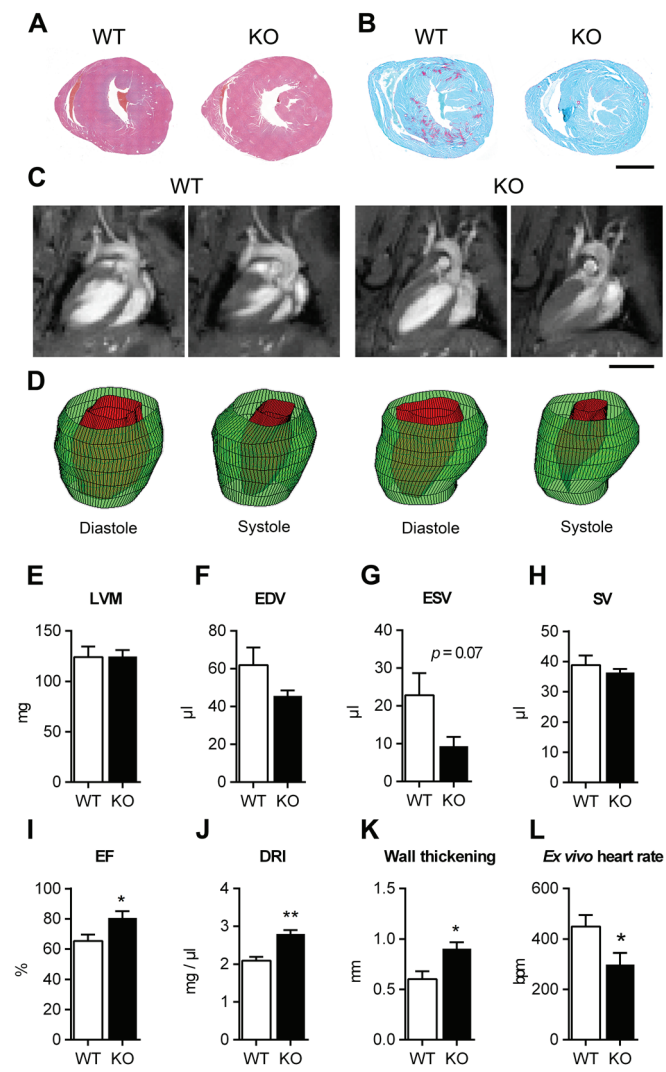 A B
WT KO WT KO
C
WT KO
D
Diastole Systole Diastole Systole
E F G H
LVM EDV ESV SV
mg
150
100
50
0
WT KO
µl
80
60
40
20
0
WT KO
µl
40
30
20
10
0
p = 0.07
WT KO
µl
50
40
30
20
10
0
WT KO
I J K L
EF DRI Wall thickening Ex vivo heart rate
%
100
80
60
40
20
0
*
WT KO
mg / µl
4
3
2
1
0
**
WT KO
mm
1.5
1.0
0.5
0.0
*
WT KO
bpm
600
400
200
0
*
WT KO